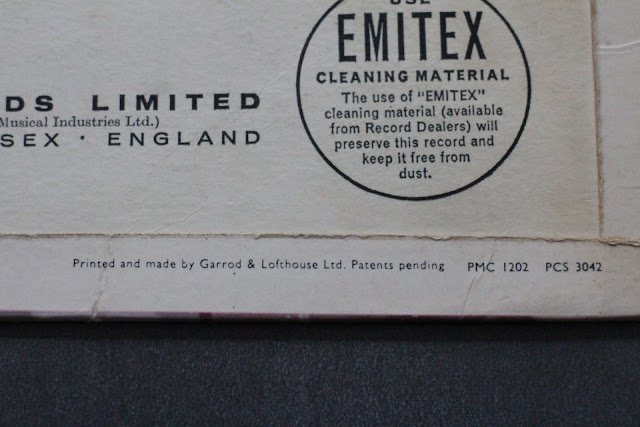 USE
EMITEX
CLEANING MATERIAL
The use of "EMITEX"
cleaning material (available
from Record Dealers) will
preserve this record and
keep it free from
dust.
DS LIMITED
Musical Industries Ltd.)
SEX · ENGLAND
Printed and made by Garrod & Lofthouse Ltd. Patents pending PMC 1202 PCS 3042